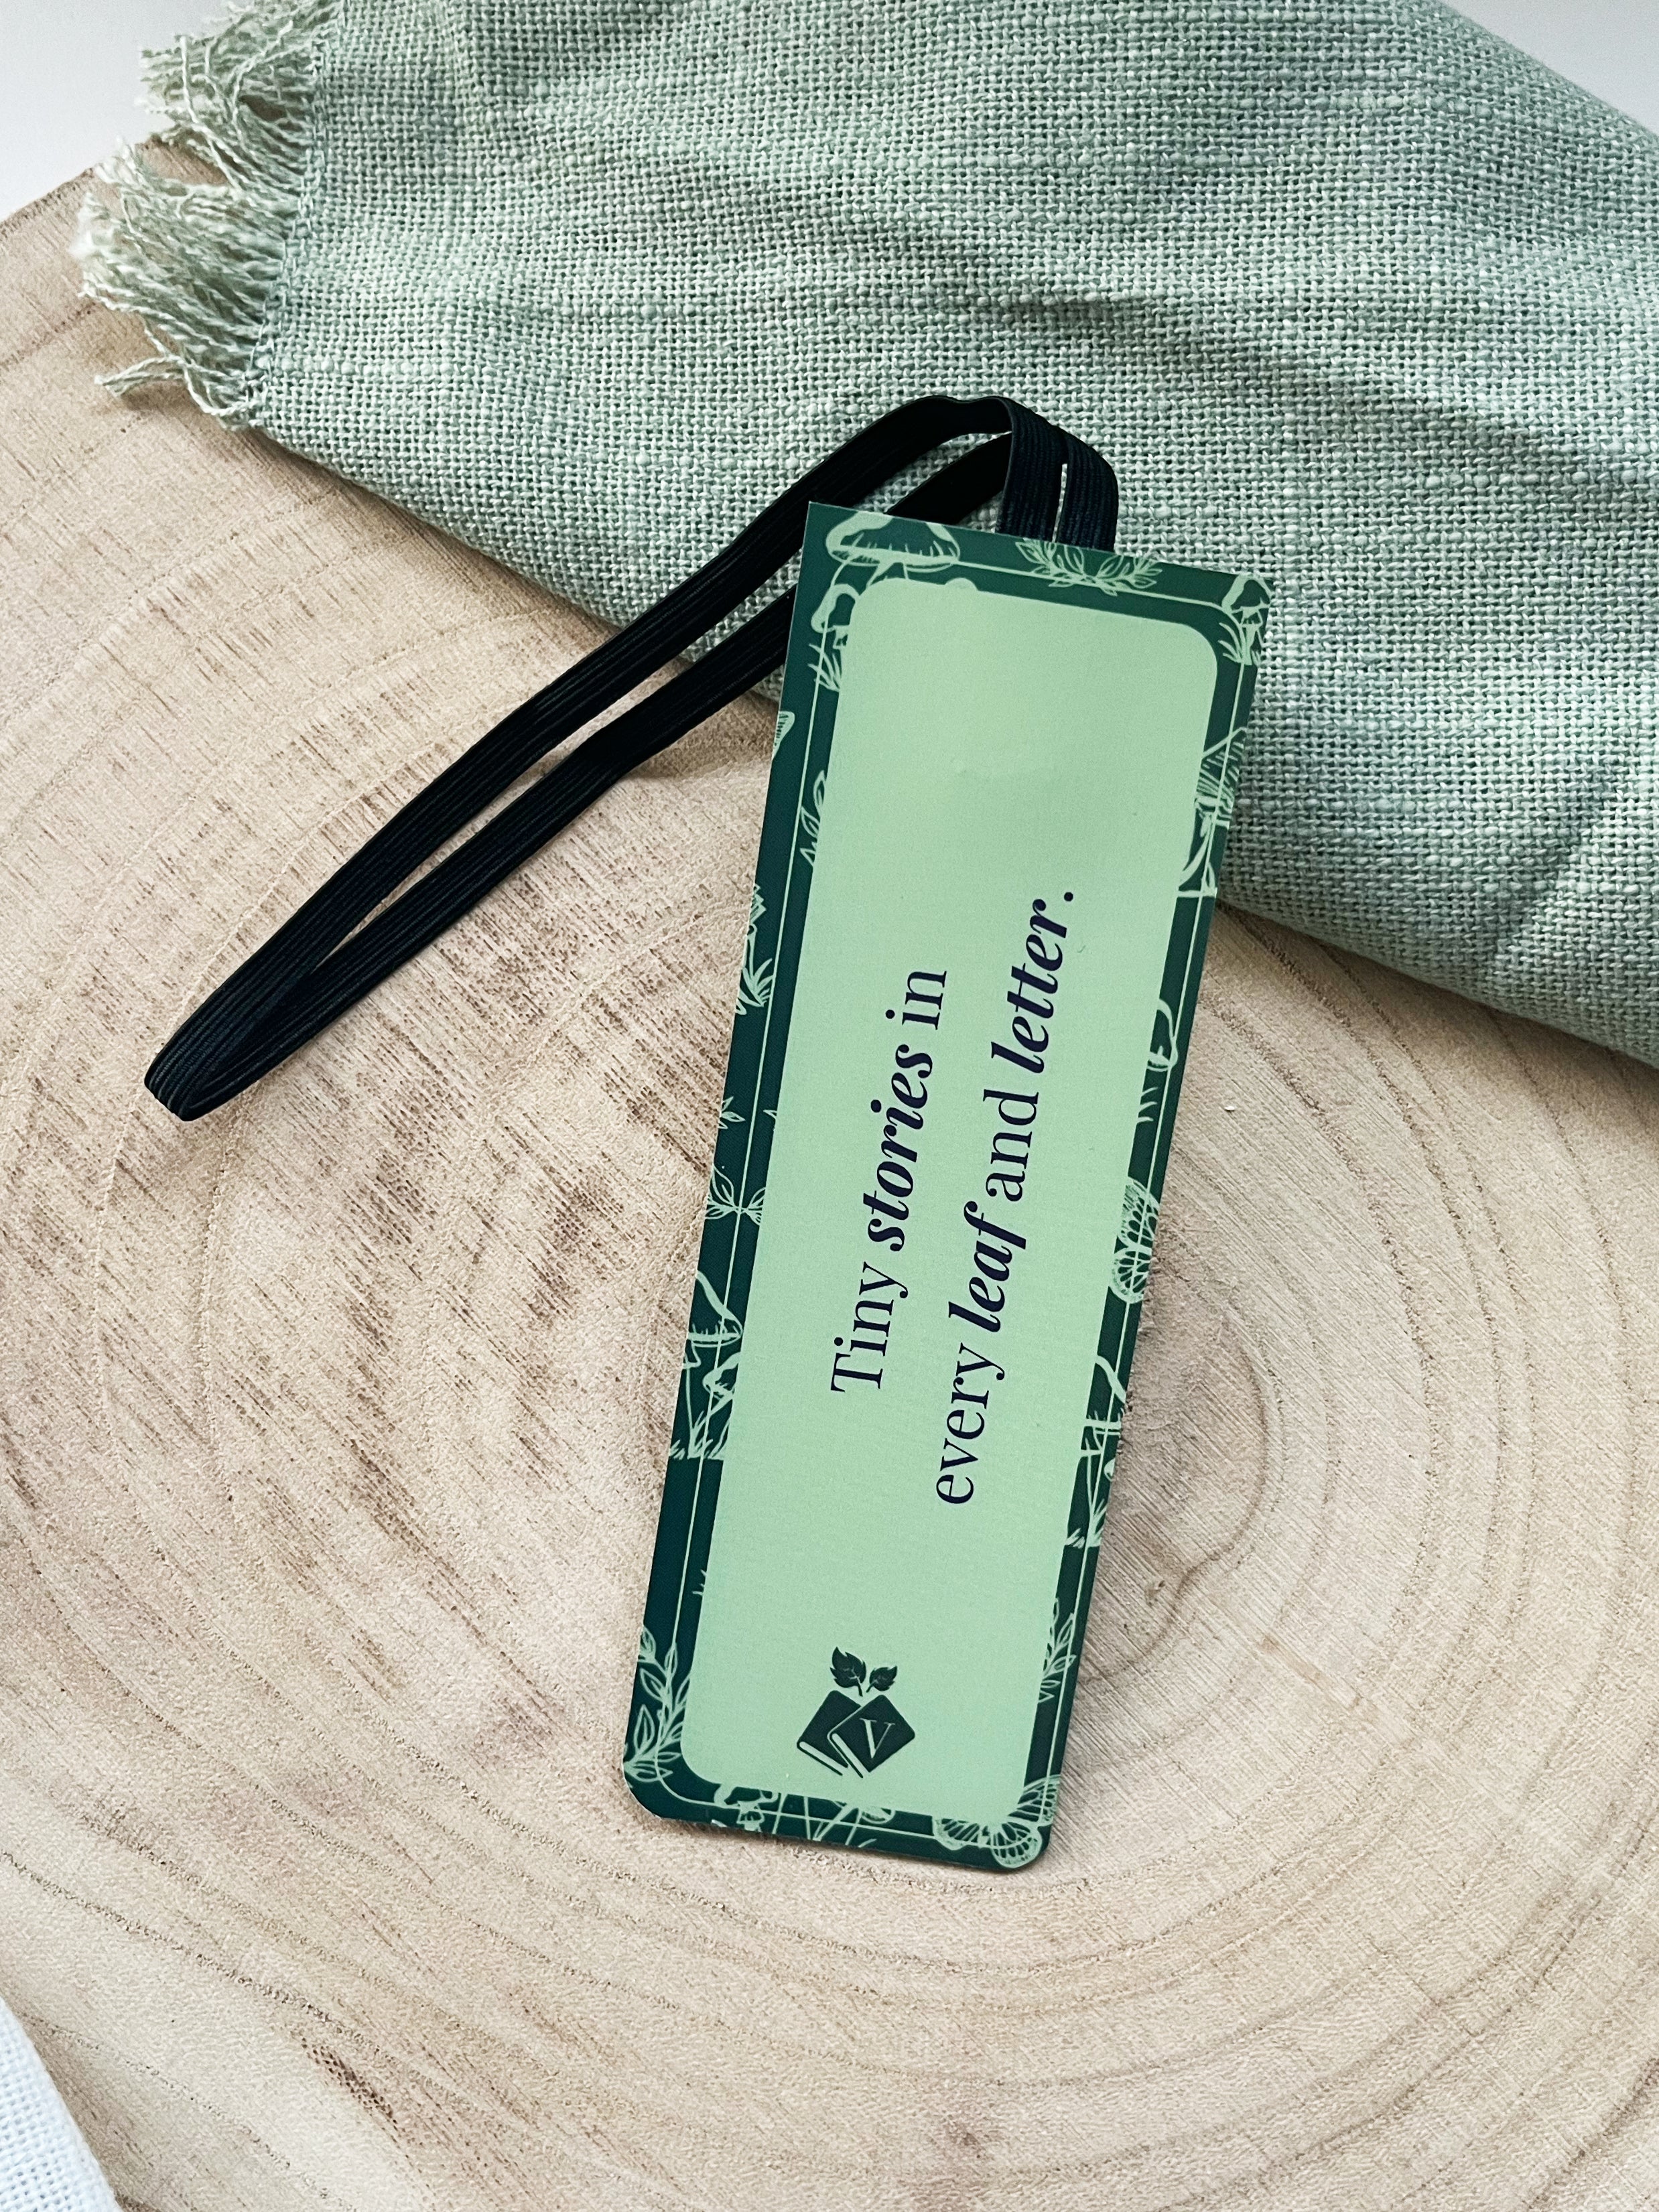 Tiny stories in
every leaf and letter.
V